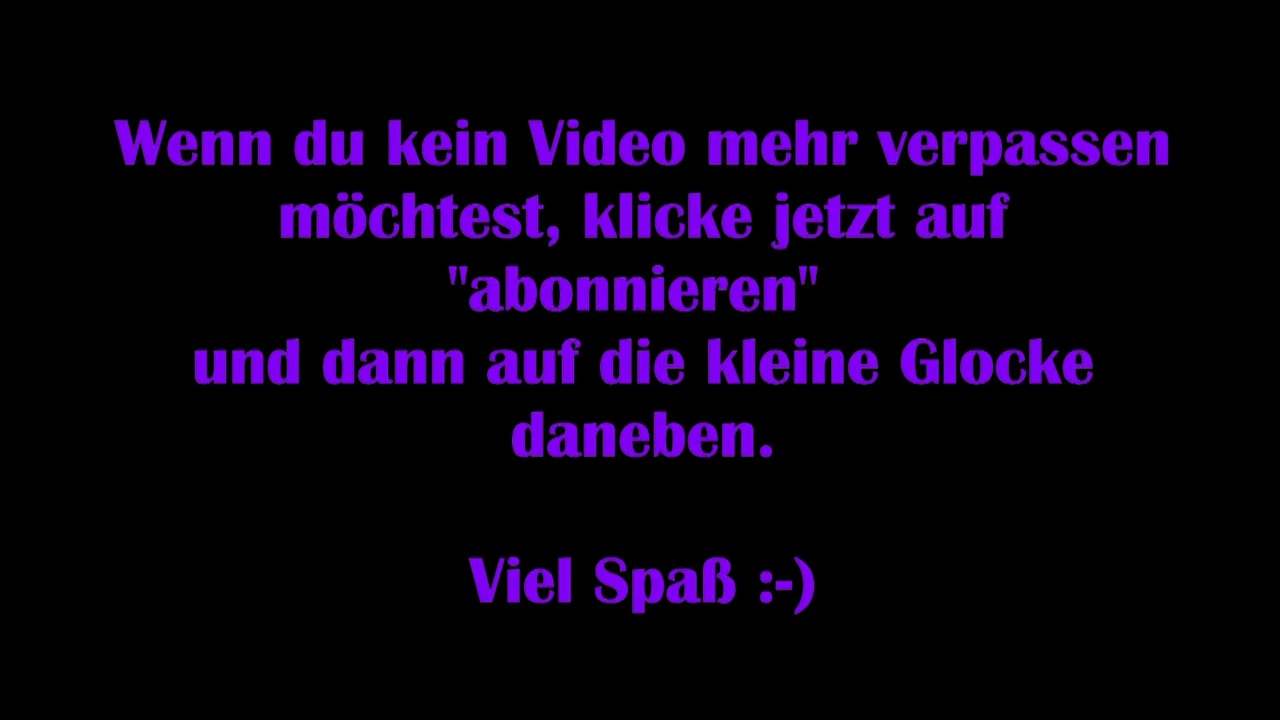 Wenn du kein Video mehr verpassen
möchtest, klicke jetzt auf
"abonnieren"
und dann auf die kleine Glocke
daneben.
Viel Spaß :-)